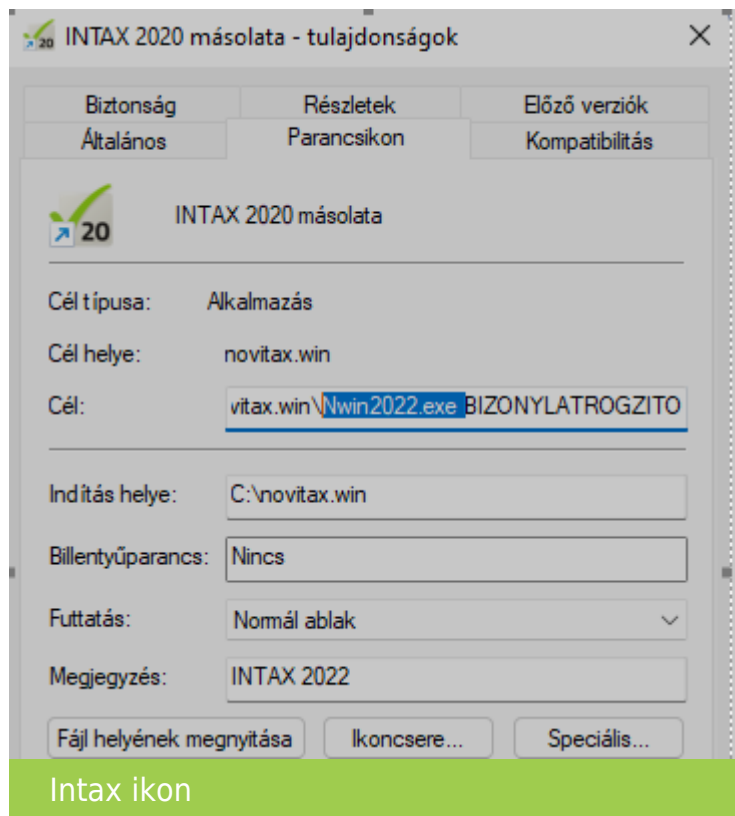 INTAX 2020 másolata - tulajdonságok
Biztonság Részletek Előző verziók
Általános Parancsikon Kompatibilitás
20 INTAX 2020 másolata
Cél típusa: Alkalmazás
Cél helye: novitax.win
Cél: vitax.win\Nwin2022.exe BIZONYLATROGZITO
Indítás helye: C:\novitax.win
Billentyűparancs: Nincs
Futtatás: Normál ablak
Megjegyzés: INTAX 2022
Fájl helyének megnyitása Ikoncsere... Speciális...
Intax ikon